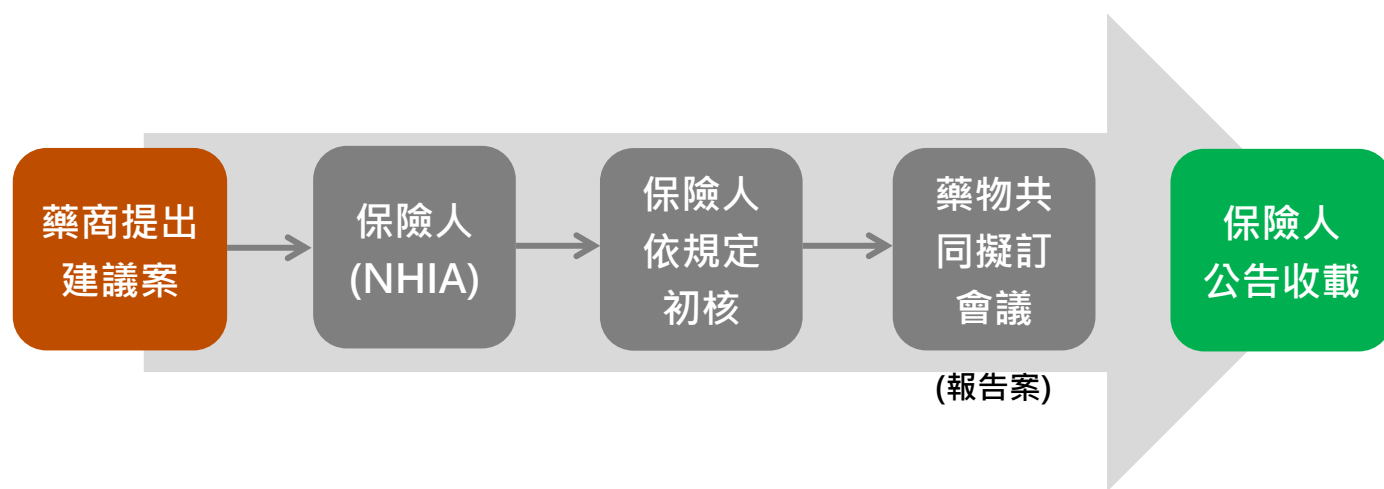 藥商提出
建議案
保險人
(NHIA)
保險人
依規定
初核
藥物共
同擬訂
會議
(報告案)
保險人
公告收載